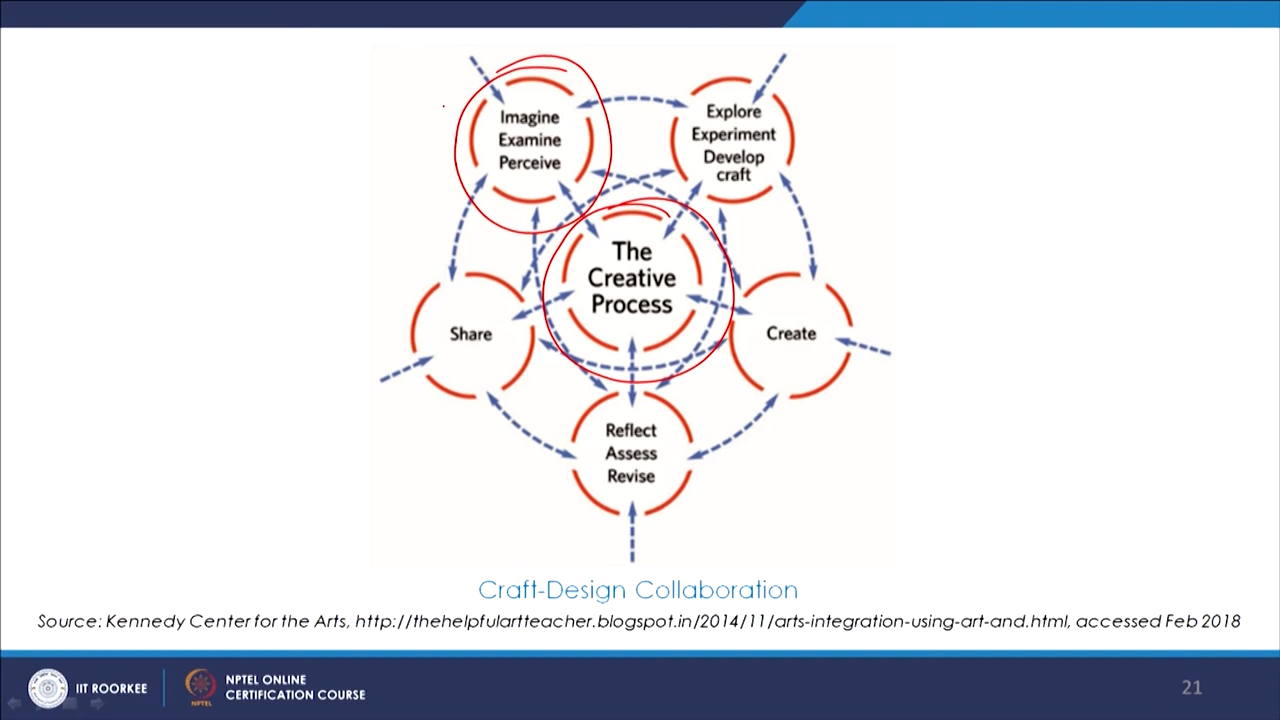 Imagine
Examine
Perceive
Explore
Experiment
Develop
craft
The
Creative
Process
Share
Create
Reflect
Assess
Revise
Craft-Design Collaboration
Source: Kennedy Center for the Arts, http://thehelpfulartteacher.blogspot.in/2014/11/arts-integration-using-art-and.html, accessed Feb 2018
IIT ROORKEE
NPTEL
NPTEL ONLINE
CERTIFICATION COURSE
21